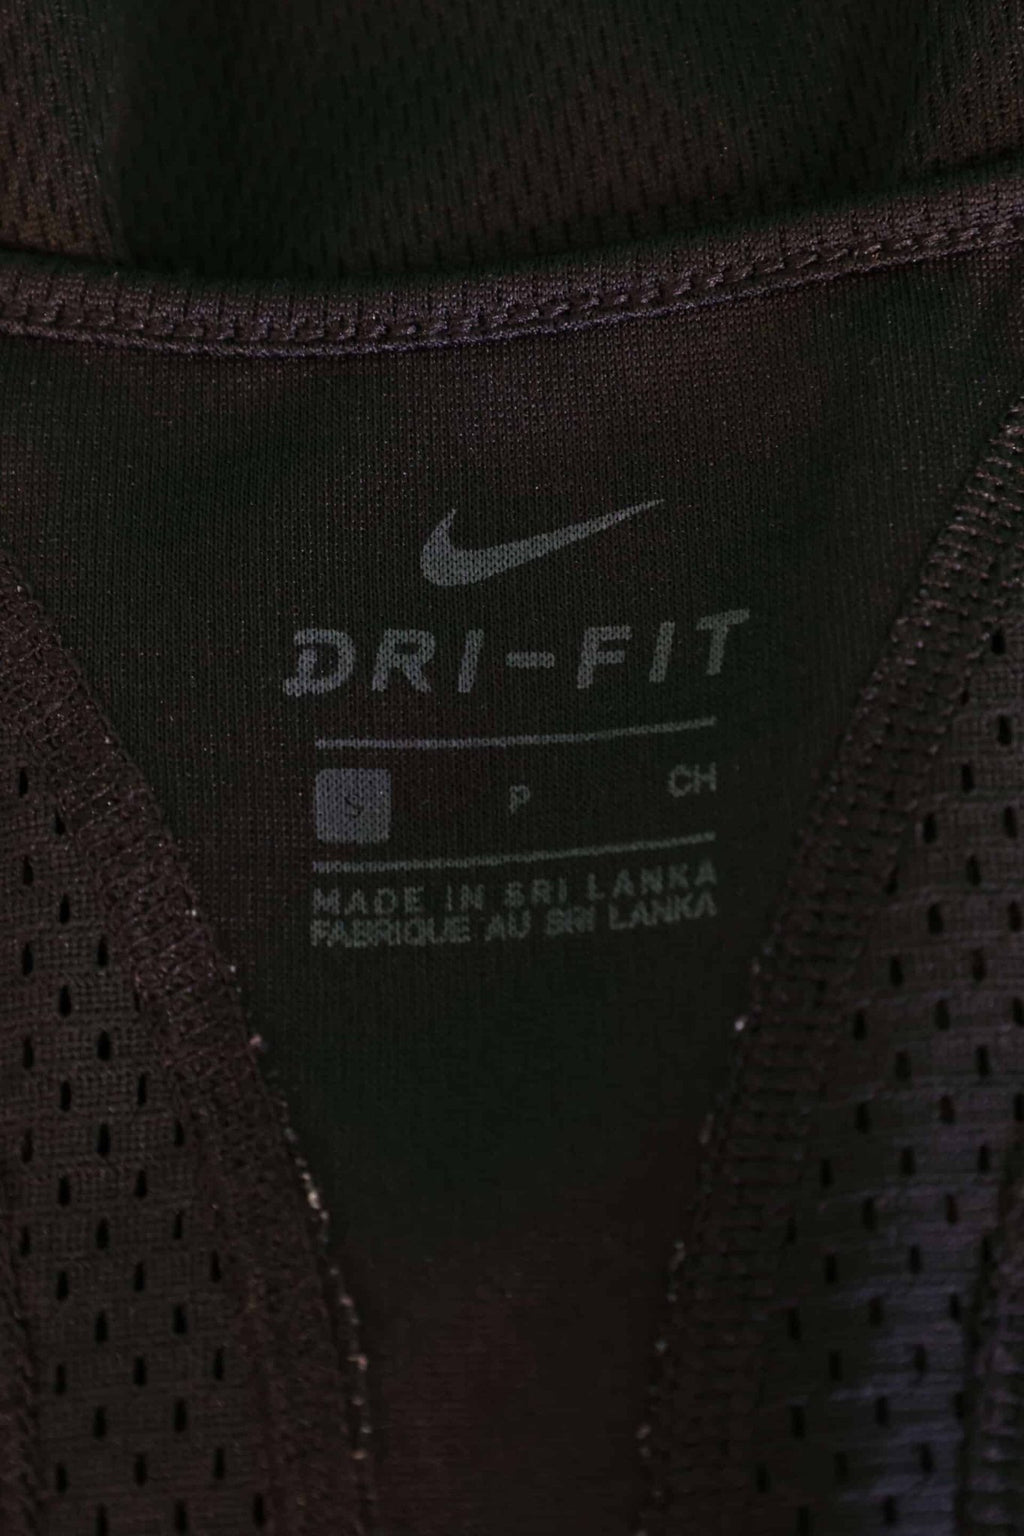 DRI-FIT
S P CH
MADE IN SRI LANKA
FABRIQUE AU SRI LANKA